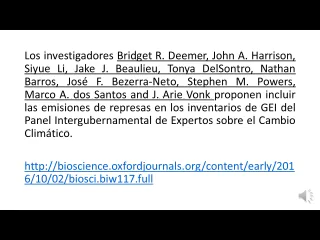 Los investigadores Bridget R. Deemer, John A. Harrison,
Siyue Li, Jake J. Beaulieu, Tonya DelSontro, Nathan
Barros, José F. Bezerra-Neto, Stephen M. Powers,
Marco A. dos Santos and J. Arie Vonk proponen incluir
las emisiones de represas en los inventarios de GEI del
Panel Intergubernamental de Expertos sobre el Cambio
Climático.
http://bioscience.oxfordjournals.org/content/early/201
6/10/02/biosci.biw117.full